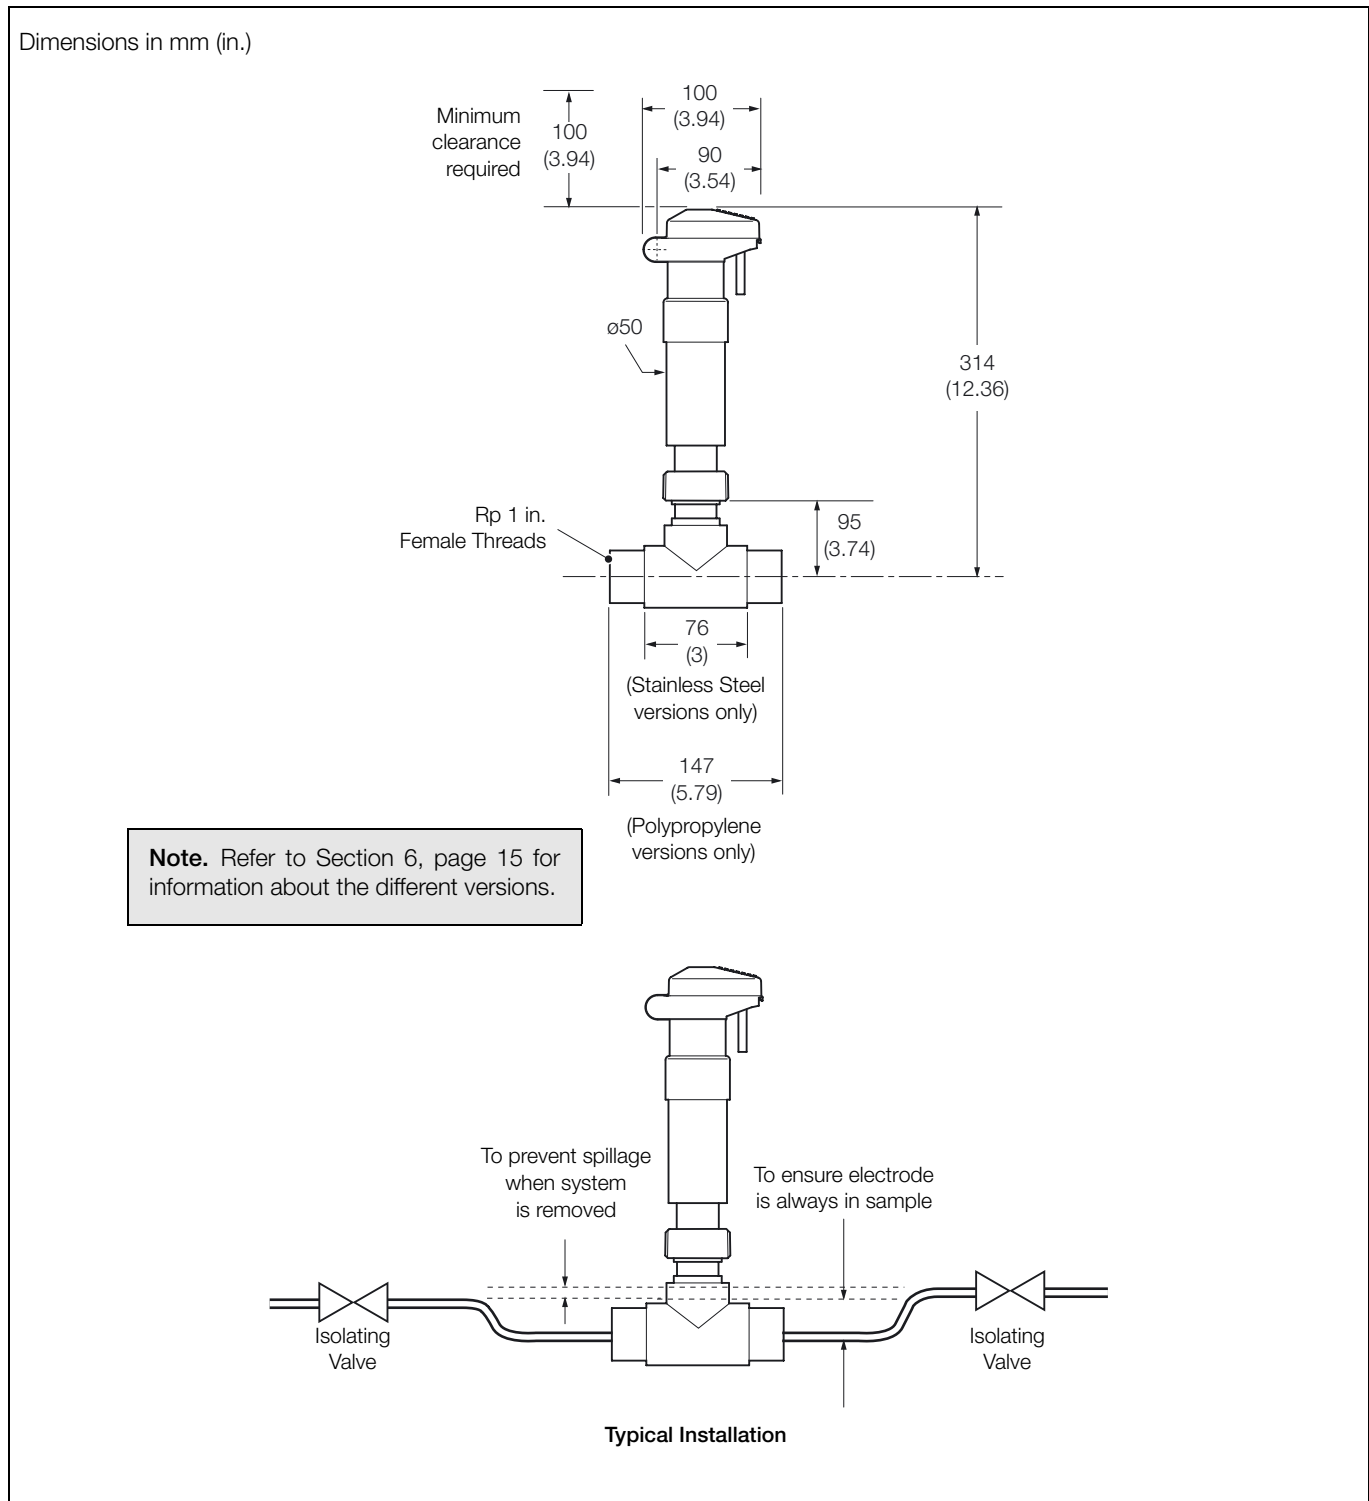 Dimensions in mm (in.)
100
(3.94)
Minimum
clearance
required
100
(3.94)
90
(3.54)
ø50
314
(12.36)
Rp 1 in.
Female Threads
95
(3.74)
76
(3)
(Stainless Steel
versions only)
147
(5.79)
(Polypropylene
versions only)
Note. Refer to Section 6, page 15 for
information about the different versions.
To prevent spillage
when system
is removed
To ensure electrode
is always in sample
Isolating
Valve
Isolating
Valve
Typical Installation